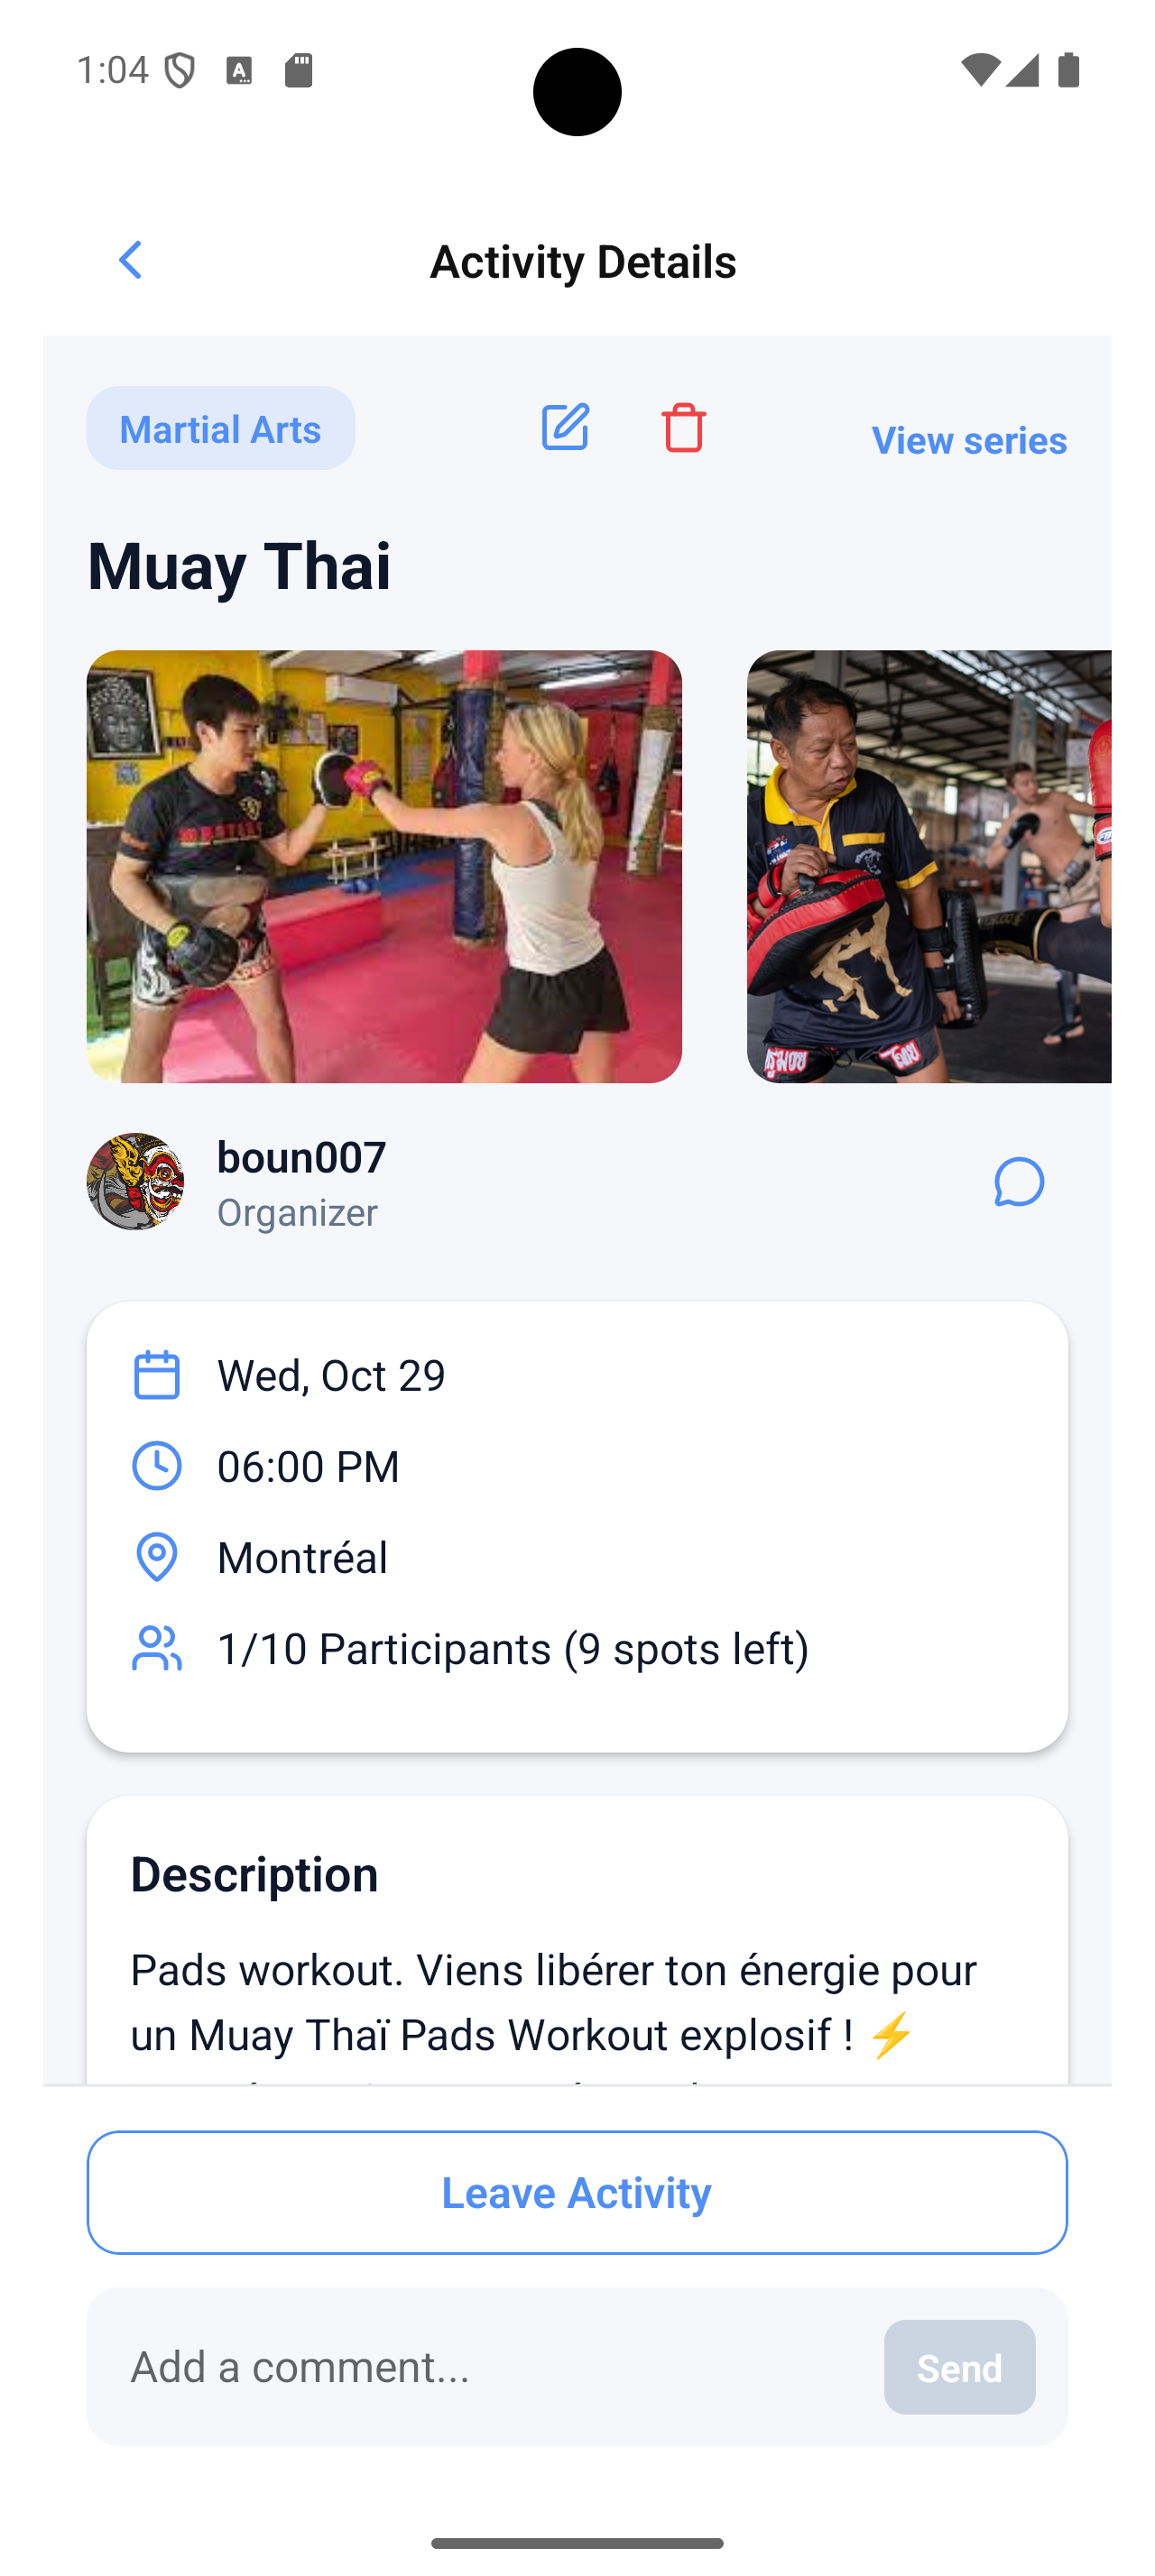 1:04
Activity Details
Martial Arts
View series
Muay Thai
boun007
Organizer
Wed, Oct 29
06:00 PM
Montréal
1/10 Participants (9 spots left)
Description
Pads workout. Viens libérer ton énergie pour
un Muay Thaï Pads Workout explosif ! ⚡
Leave Activity
Add a comment...
Send